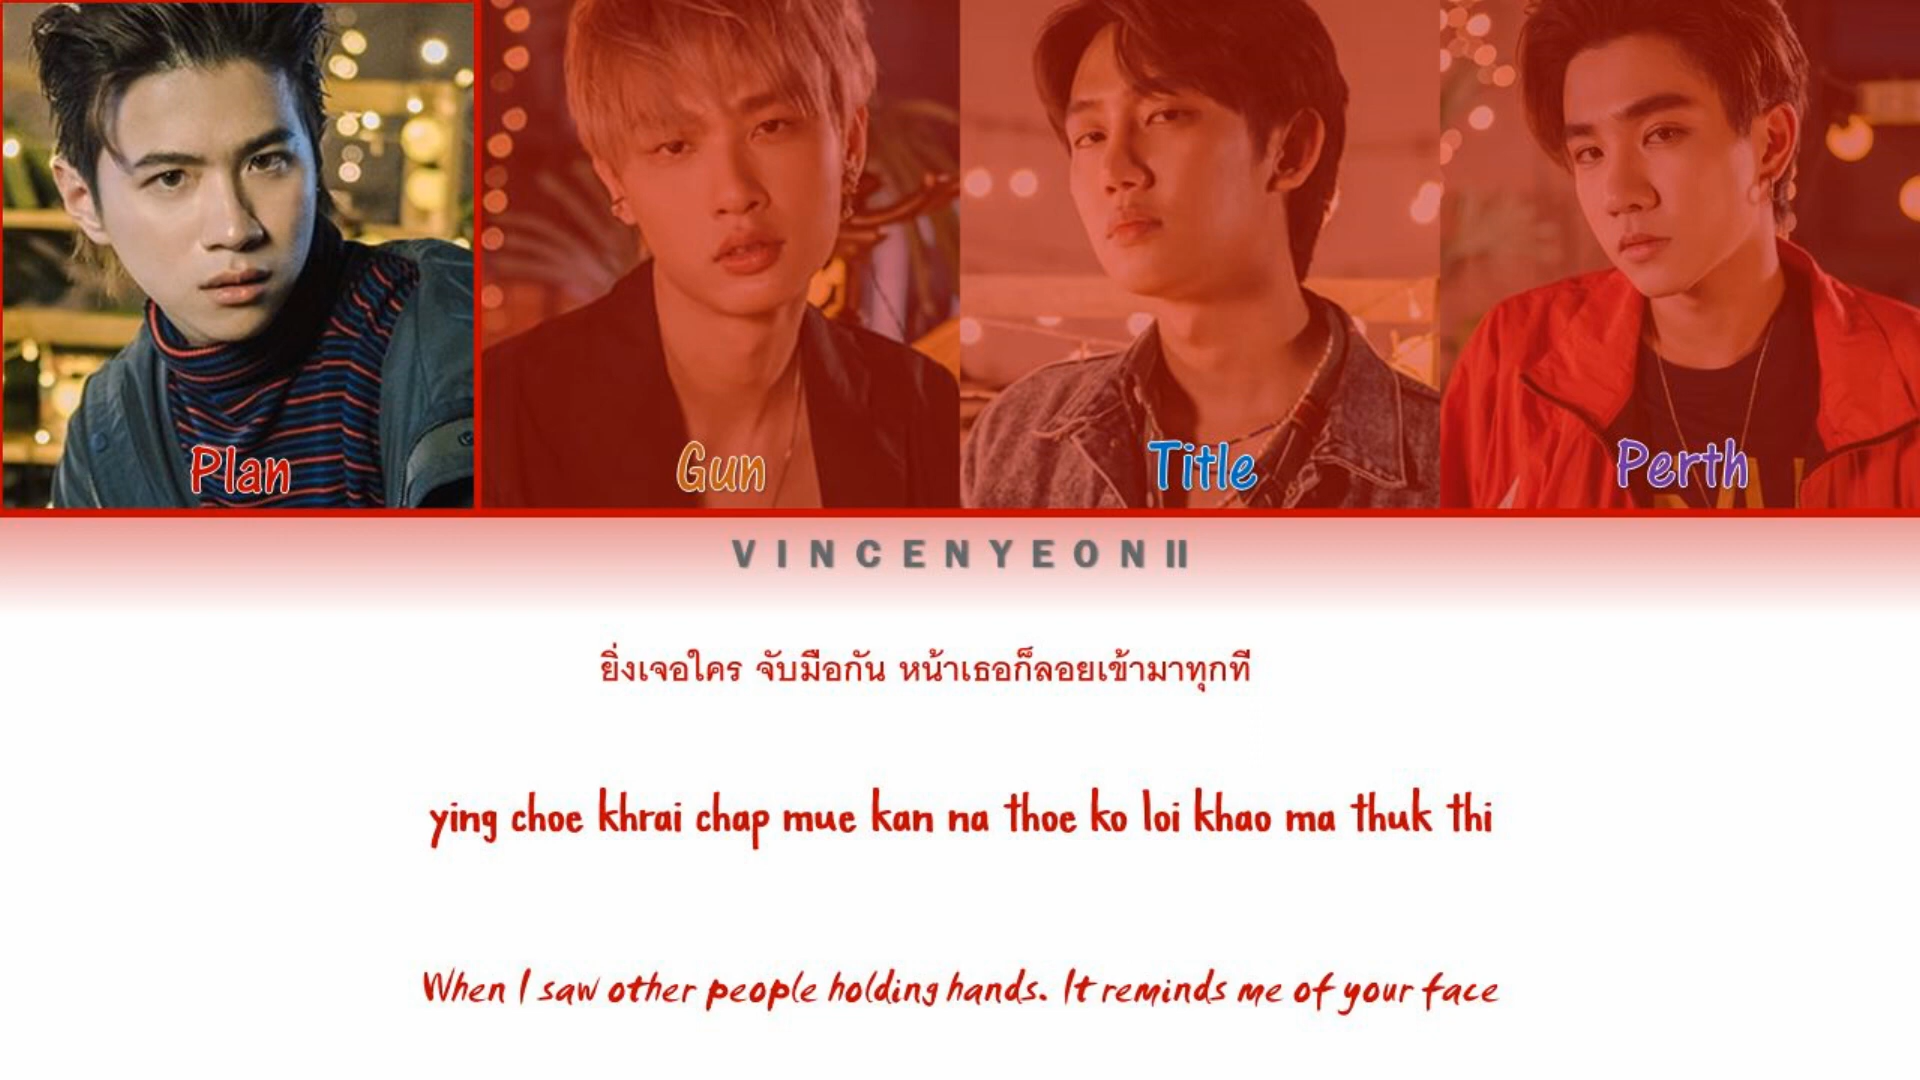 Plan
Gun
Title
Perth
VINCENYEONII
ยิ่งเจอใคร จับมือกัน หน้าเธอก็ลอยเข้ามาทุกที
ying choe khrai chap mue kan na thoe ko loi khao ma thuk thi
When I saw other people holding hands. It reminds me of your face